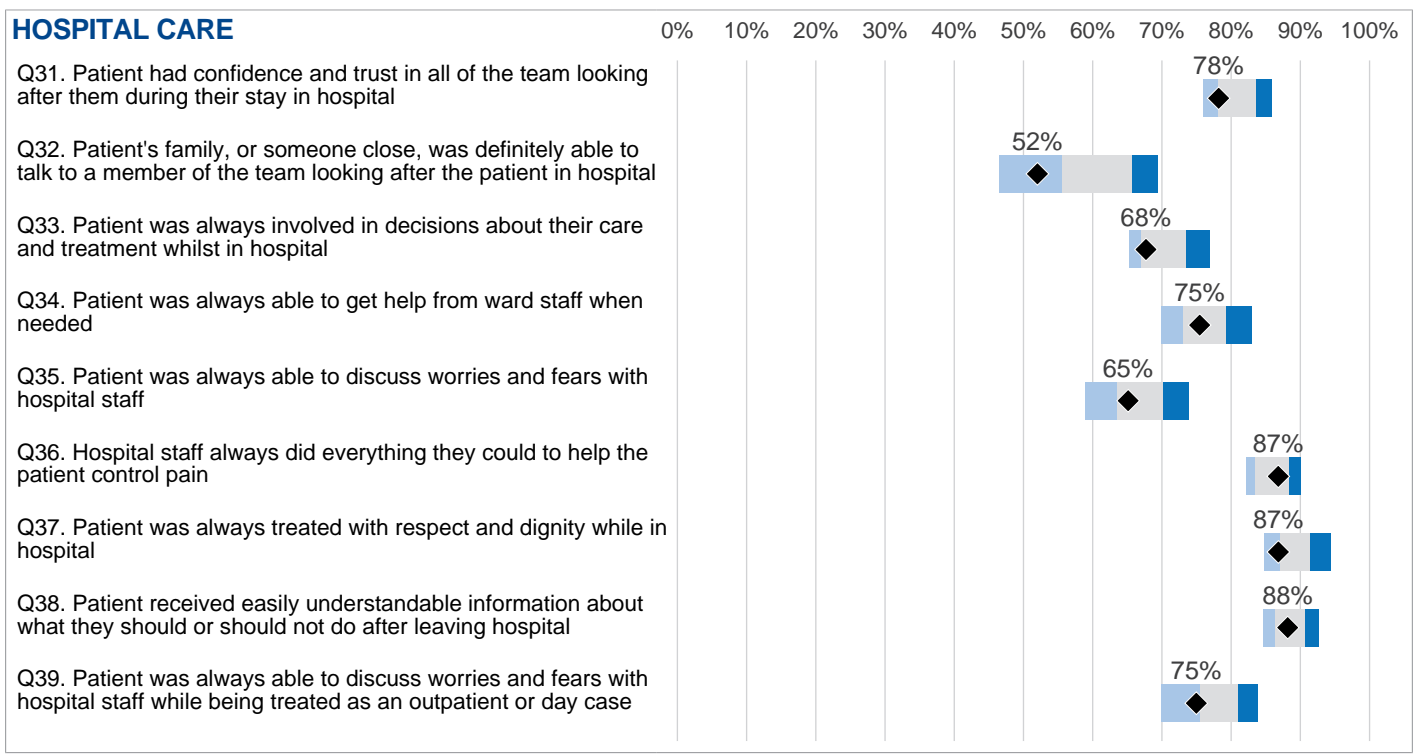 HOSPITAL CARE
0% 10% 20% 30% 40% 50% 60% 70% 80% 90% 100%
Q31. Patient had confidence and trust in all of the team looking
after them during their stay in hospital
78%
Q32. Patient's family, or someone close, was definitely able to
talk to a member of the team looking after the patient in hospital
52%
Q33. Patient was always involved in decisions about their care
and treatment whilst in hospital
68%
Q34. Patient was always able to get help from ward staff when
needed
75%
Q35. Patient was always able to discuss worries and fears with
hospital staff
65%
Q36. Hospital staff always did everything they could to help the
patient control pain
87%
Q37. Patient was always treated with respect and dignity while in
hospital
87%
Q38. Patient received easily understandable information about
what they should or should not do after leaving hospital
88%
Q39. Patient was always able to discuss worries and fears with
hospital staff while being treated as an outpatient or day case
75%